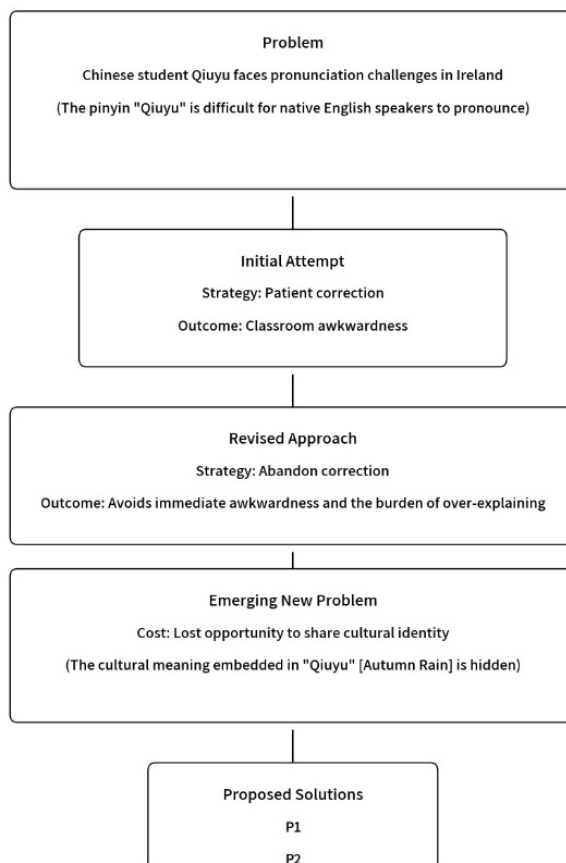 Problem
Chinese student Qiuyu faces pronunciation challenges in Ireland
(The pinyin "Qiuyu" is difficult for native English speakers to pronounce)
Initial Attempt
Strategy: Patient correction
Outcome: Classroom awkwardness
Revised Approach
Strategy: Abandon correction
Outcome: Avoids immediate awkwardness and the burden of over-explaining
Emerging New Problem
Cost: Lost opportunity to share cultural identity
(The cultural meaning embedded in "Qiuyu" [Autumn Rain] is hidden)
Proposed Solutions
P1
P2